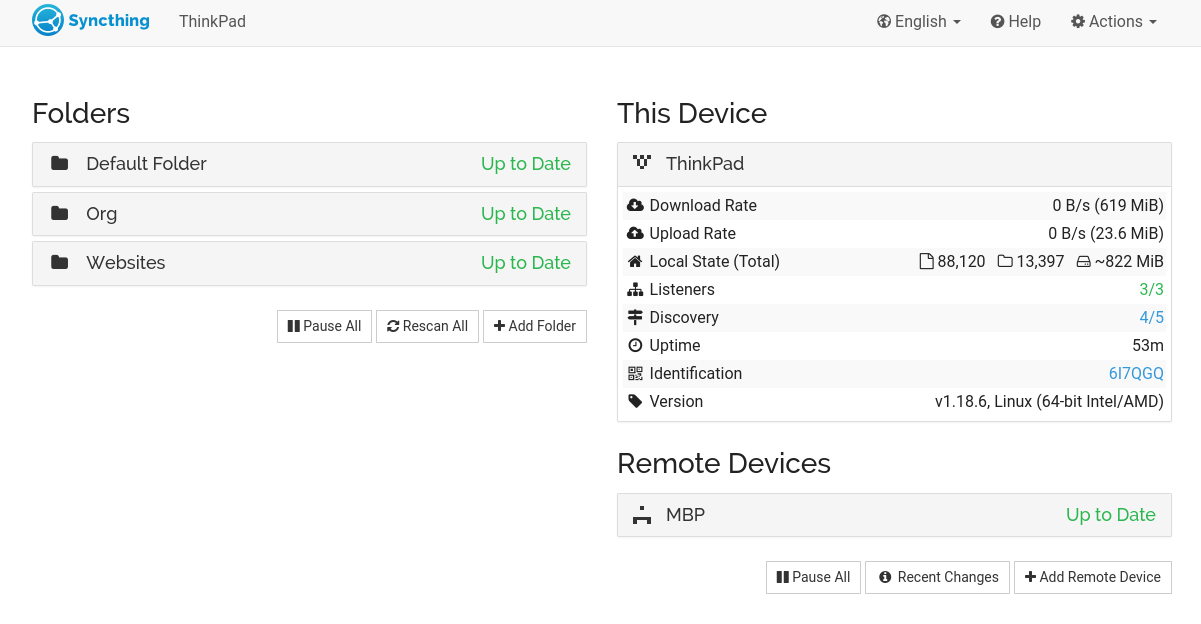 Syncthing ThinkPad English Help Actions
Folders
Default Folder Up to Date
Org Up to Date
Websites Up to Date
Pause All Rescan All Add Folder
This Device
ThinkPad
Download Rate 0 B/s (619 MiB)
Upload Rate 0 B/s (23.6 MiB)
Local State (Total) 88,120 13,397 ~822 MiB
Listeners 3/3
Discovery 4/5
Uptime 53m
Identification 6I7QGQ
Version v1.18.6, Linux (64-bit Intel/AMD)
Remote Devices
MBP Up to Date
Pause All Recent Changes Add Remote Device